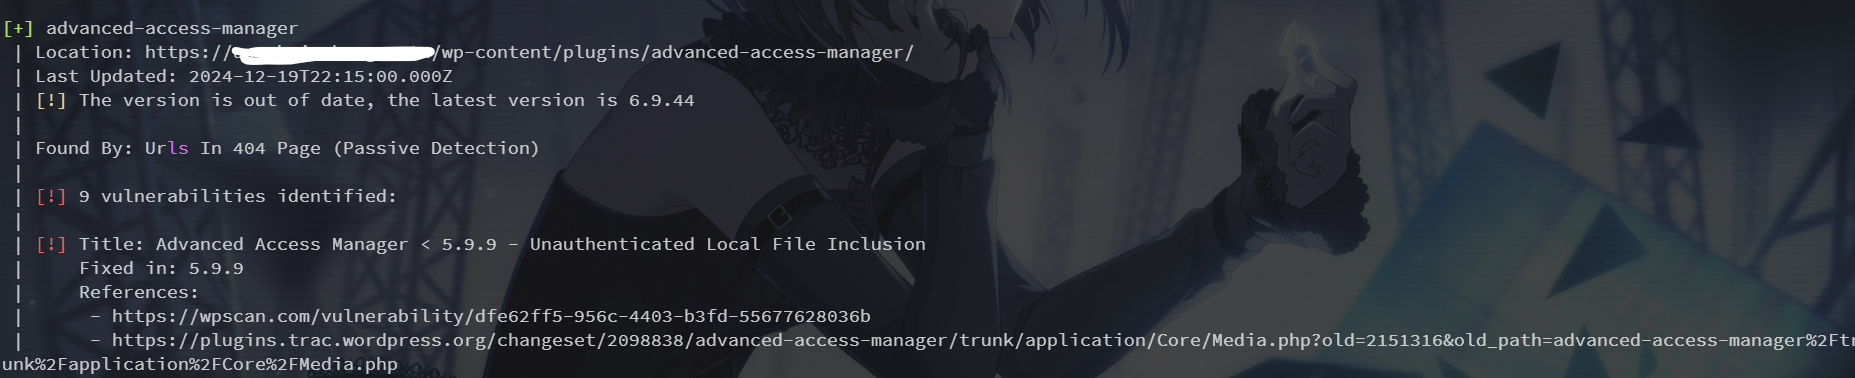 [+] advanced-access-manager
| Location: https:///wp-content/plugins/advanced-access-manager/
| Last Updated: 2024-12-19T22:15:00.000Z
| [!] The version is out of date, the latest version is 6.9.44
|
| Found By: Urls In 404 Page (Passive Detection)
|
| [!] 9 vulnerabilities identified:
|
| [!] Title: Advanced Access Manager < 5.9.9 - Unauthenticated Local File Inclusion
|     Fixed in: 5.9.9
|     References:
|      - https://wpscan.com/vulnerability/dfe62ff5-956c-4403-b3fd-55677628036b
|      - https://plugins.trac.wordpress.org/changeset/2098838/advanced-access-manager/trunk/application/Core/Media.php?old=2151316&old_path=advanced-access-manager%2Ftr
unk%2Fapplication%2FCore%2FMedia.php